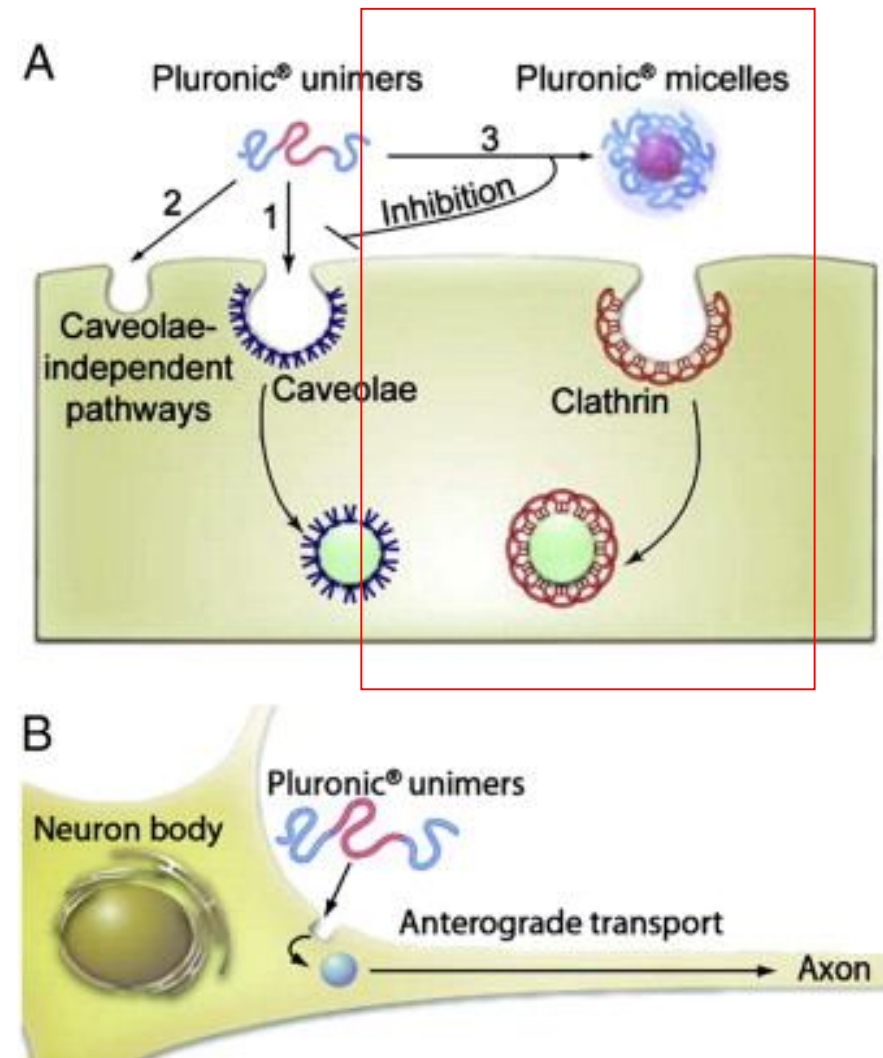 A
Pluronic® unimers
Pluronic® micelles
3
2
1
Inhibition
Caveolae-
independent
pathways
Caveolae
Clathrin
B
Pluronic® unimers
Neuron body
Anterograde transport
Axon